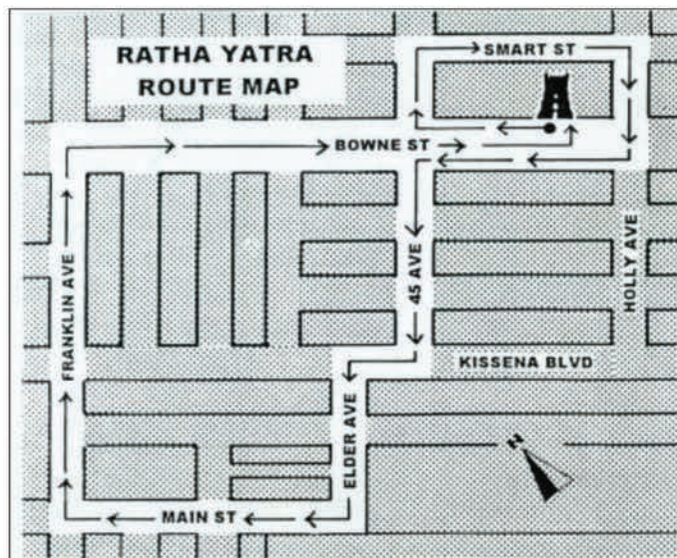 RATHA YATRA
ROUTE MAP
SMART ST
BOWNE ST
45 AVE
HOLLY AVE
FRANKLIN AVE
KISSENA BLVD
ELDER AVE
MAIN ST
N